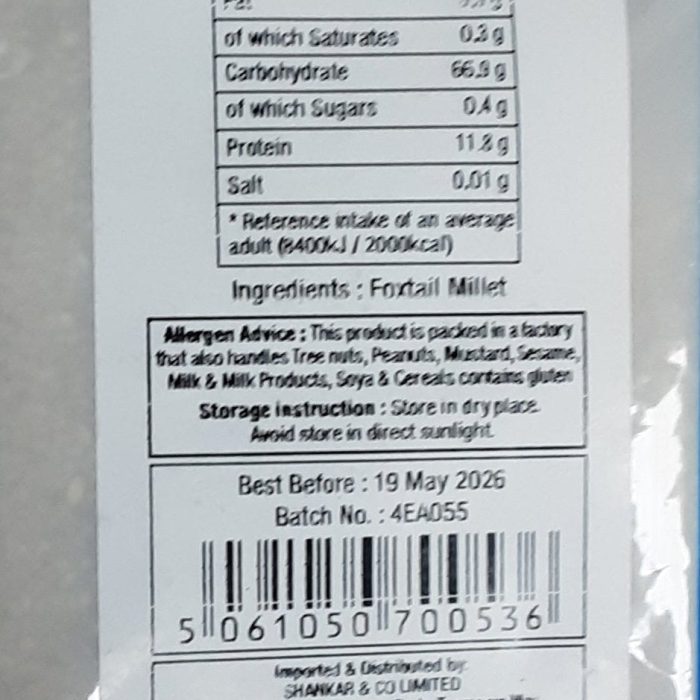 of which Saturates 0.3 g
Carbohydrate 66.9 g
of which Sugars 0.4 g
Protein 11.8 g
Salt 0.01 g
* Reference intake of an average
adult (8400kJ / 2000kcal)
Ingredients : Foxtail Millet
Allergen Advice : This product is packed in a factory
that also handles Tree nuts, Peanuts, Mustard, Sesame,
Milk & Milk Products, Soya & Cereals contains gluten
Storage instruction : Store in dry place.
Avoid store in direct sunlight.
Best Before : 19 May 2026
Batch No. : 4EA055
5 061050 700536
Imported & Distributed by:
SHANKAR & CO LIMITED